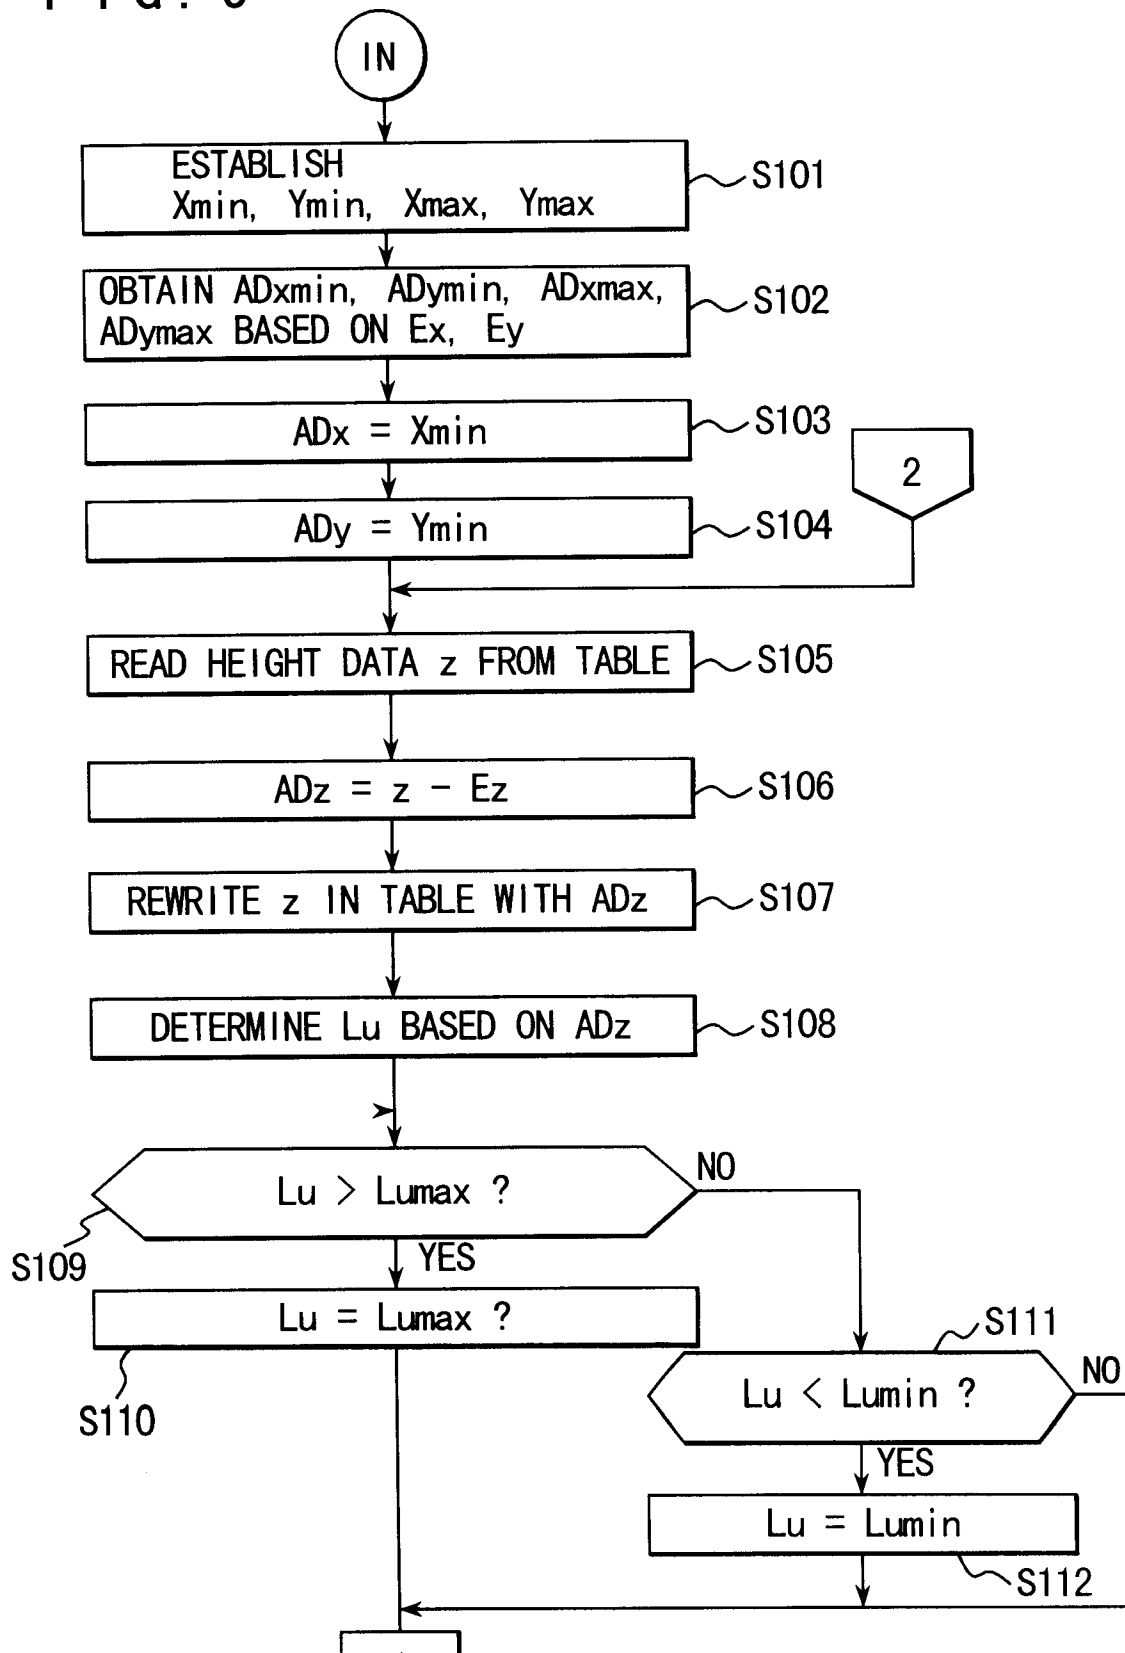 IN
ESTABLISH
Xmin, Ymin, Xmax, Ymax
S101
OBTAIN ADxmin, ADymin, ADxmax,
ADymax BASED ON Ex, Ey
S102
ADx = Xmin
S103
2
ADy = Ymin
S104
READ HEIGHT DATA z FROM TABLE
S105
ADz = z - Ez
S106
REWRITE z IN TABLE WITH ADz
S107
DETERMINE Lu BASED ON ADz
S108
Lu > Lumax ?
NO
S109
YES
Lu = Lumax ?
S110
S111
Lu < Lumin ?
NO
YES
Lu = Lumin
S112